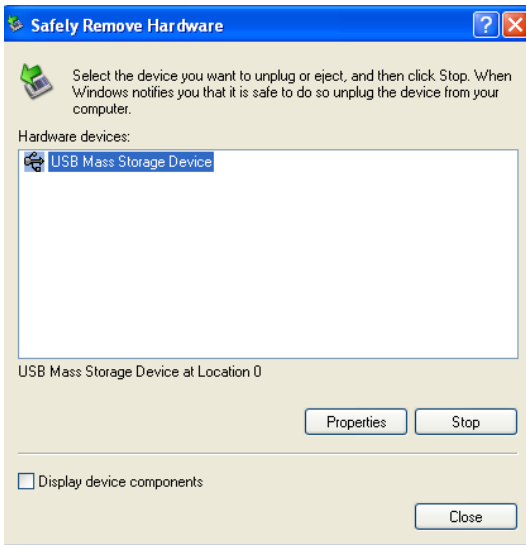 Safely Remove Hardware
Select the device you want to unplug or eject, and then click Stop. When
Windows notifies you that it is safe to do so unplug the device from your
computer.
Hardware devices:
USB Mass Storage Device
USB Mass Storage Device at Location 0
Properties
Stop
Display device components
Close